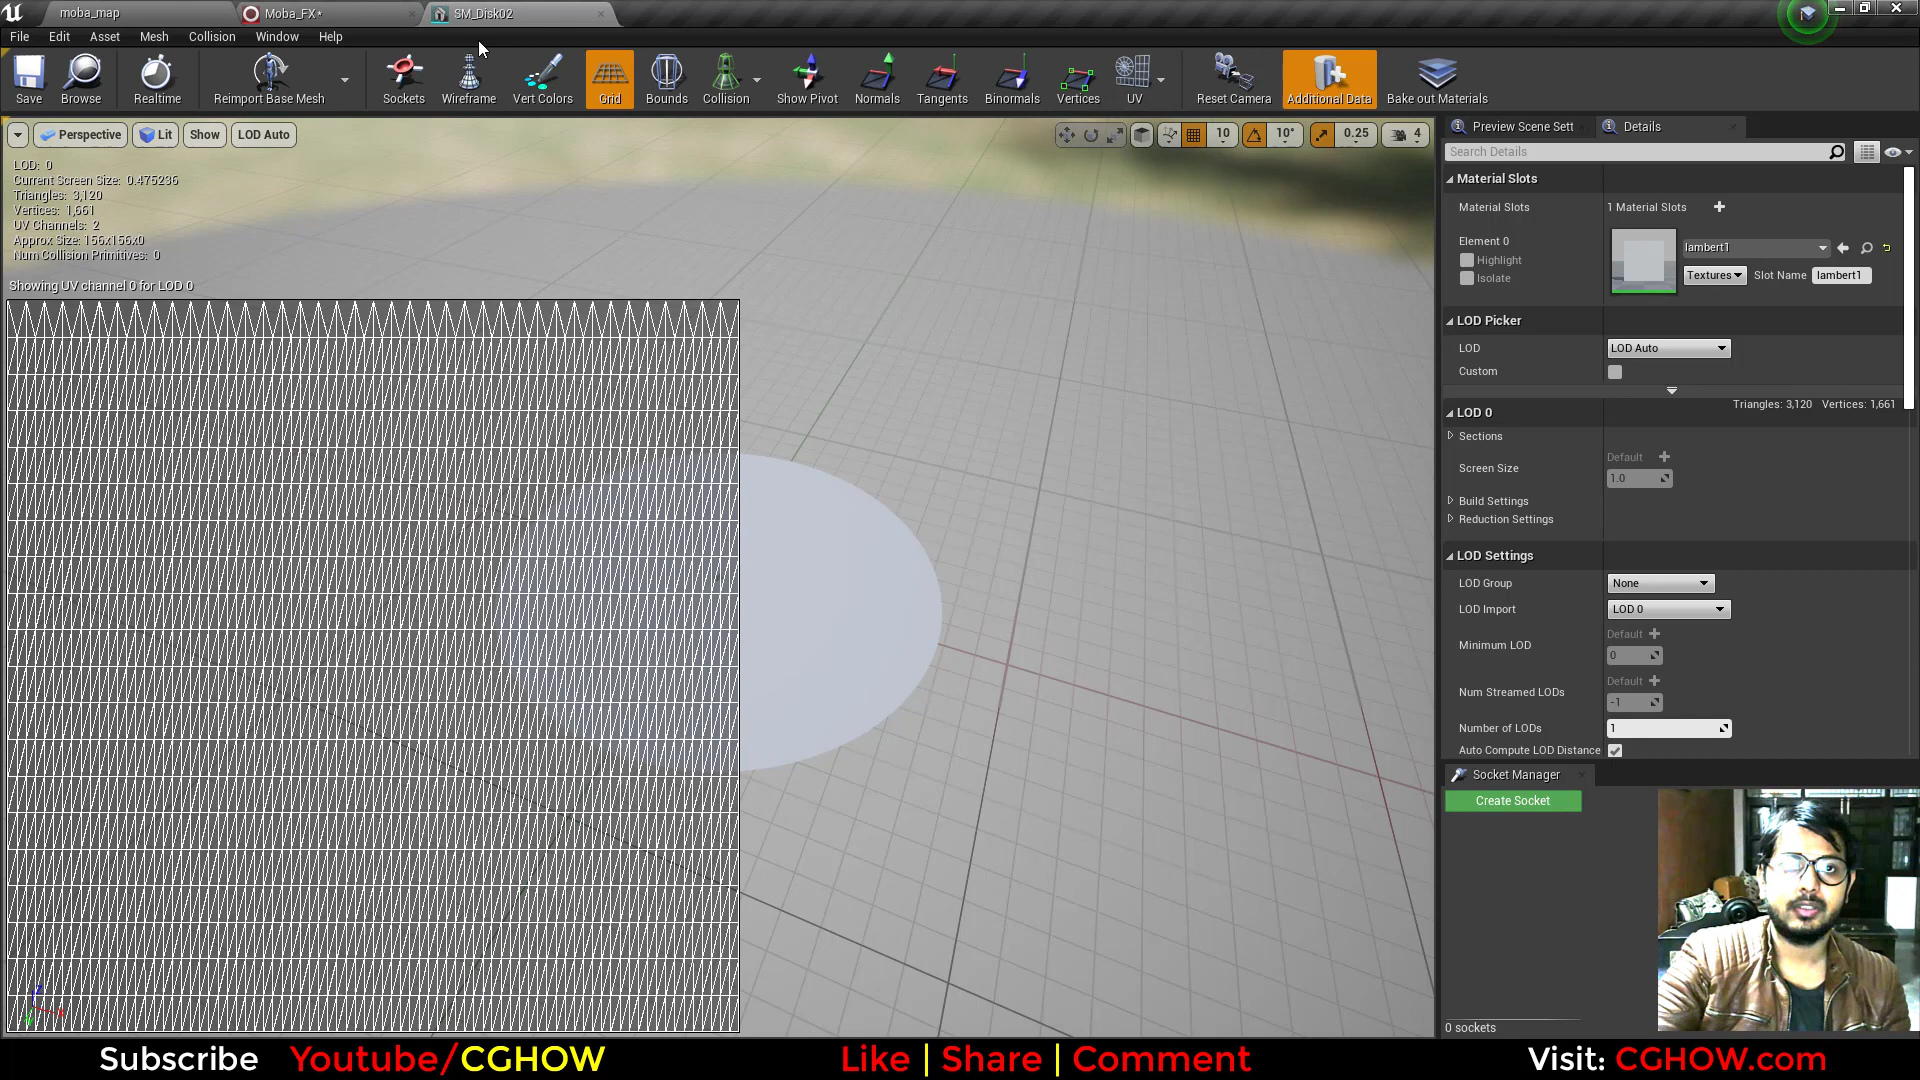 moba_map
Moba_FX*
SM_Disk02
File Edit Asset Mesh Collision Window Help
Save Browse Realtime Reimport Base Mesh Sockets Wireframe Vert Colors Grid Bounds Collision Show Pivot Normals Tangents Binormals Vertices UV Reset Camera Additional Data Bake out Materials
Perspective Lit Show LOD Auto
10 10° 0.25 4
LOD: 0
Current Screen Size: 0.475236
Triangles: 3,120
Vertices: 1,661
UV Channels: 2
Approx Size: 156x156x0
Num Collision Primitives: 0
Showing UV channel 0 for LOD 0
Preview Scene Sett
Details
Search Details
Material Slots
Material Slots 1 Material Slots
Element 0
Highlight
Isolate
lambert1
Textures Slot Name lambert1
LOD Picker
LOD LOD Auto
Custom
LOD 0
Triangles: 3,120 Vertices: 1,661
Sections
Screen Size Default
1.0
Build Settings
Reduction Settings
LOD Settings
LOD Group None
LOD Import LOD 0
Minimum LOD Default
0
Num Streamed LODs Default
-1
Number of LODs 1
Auto Compute LOD Distance
Socket Manager
Create Socket
0 sockets
Subscribe Youtube/CGHOW
Like | Share | Comment
Visit: CGHOW.com